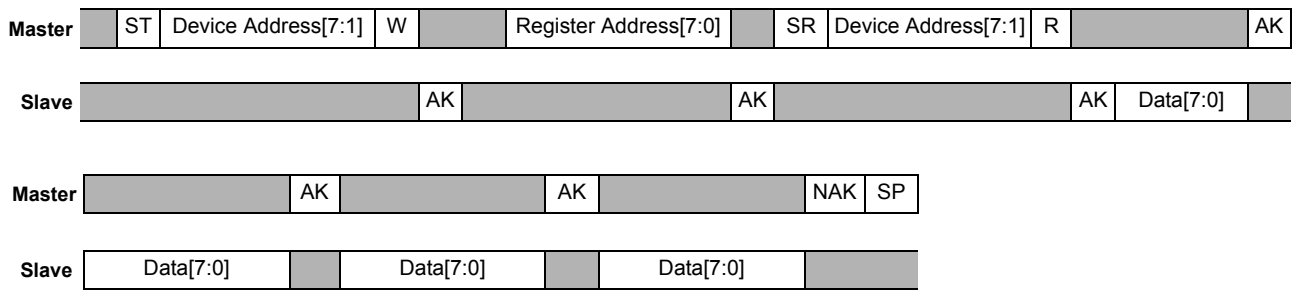 Master ST Device Address[7:1] W Register Address[7:0] SR Device Address[7:1] R AK
Slave AK AK AK Data[7:0]
Master AK AK NAK SP
Slave Data[7:0] Data[7:0] Data[7:0]